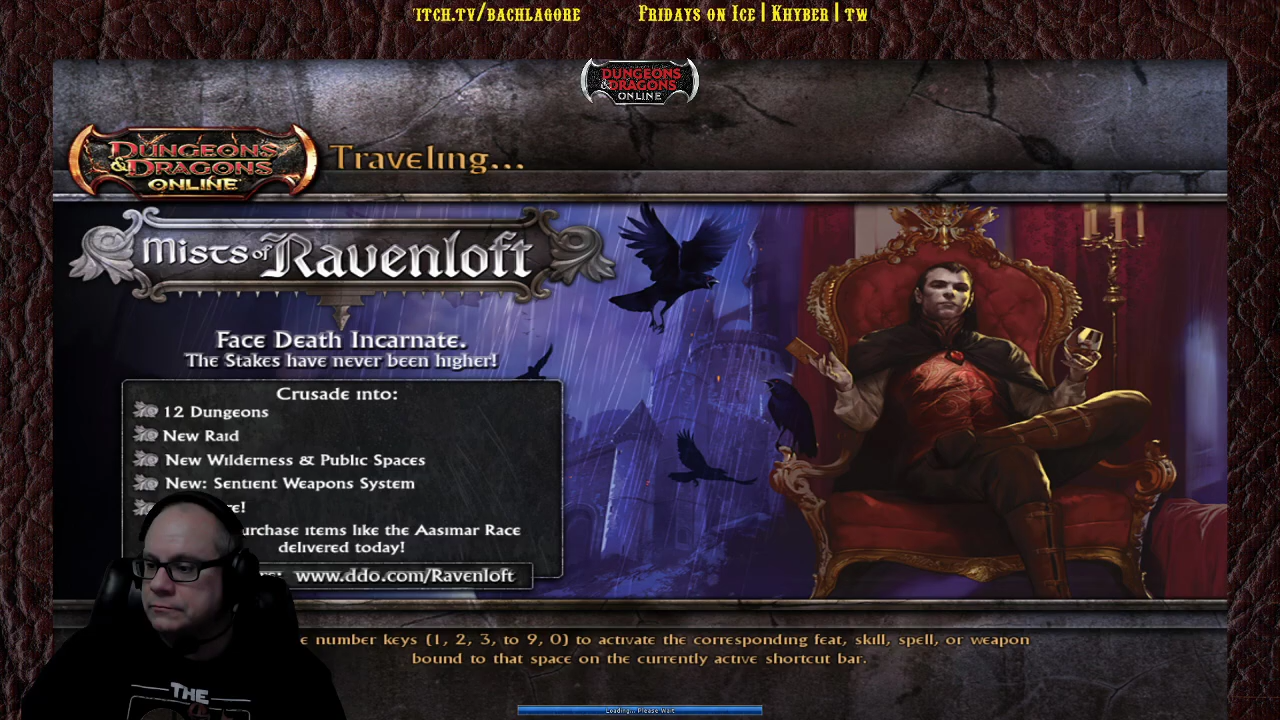 itch.tv/bachlagore Fridays on Ice | Khyber | tw
Dungeons & Dragons Online
Dungeons & Dragons Online
Traveling...
Mists of Ravenloft
Face Death Incarnate.
The Stakes have never been higher!
Crusade into:
12 Dungeons
New Raid
New Wilderness & Public Spaces
New: Sentient Weapons System
urchase items like the Aasimar Race
delivered today!
www.ddo.com/Ravenloft
number keys (1, 2, 3, to 9, 0) to activate the corresponding feat, skill, spell, or weapon
bound to that space on the currently active shortcut bar.
THE
Loading... Please Wait